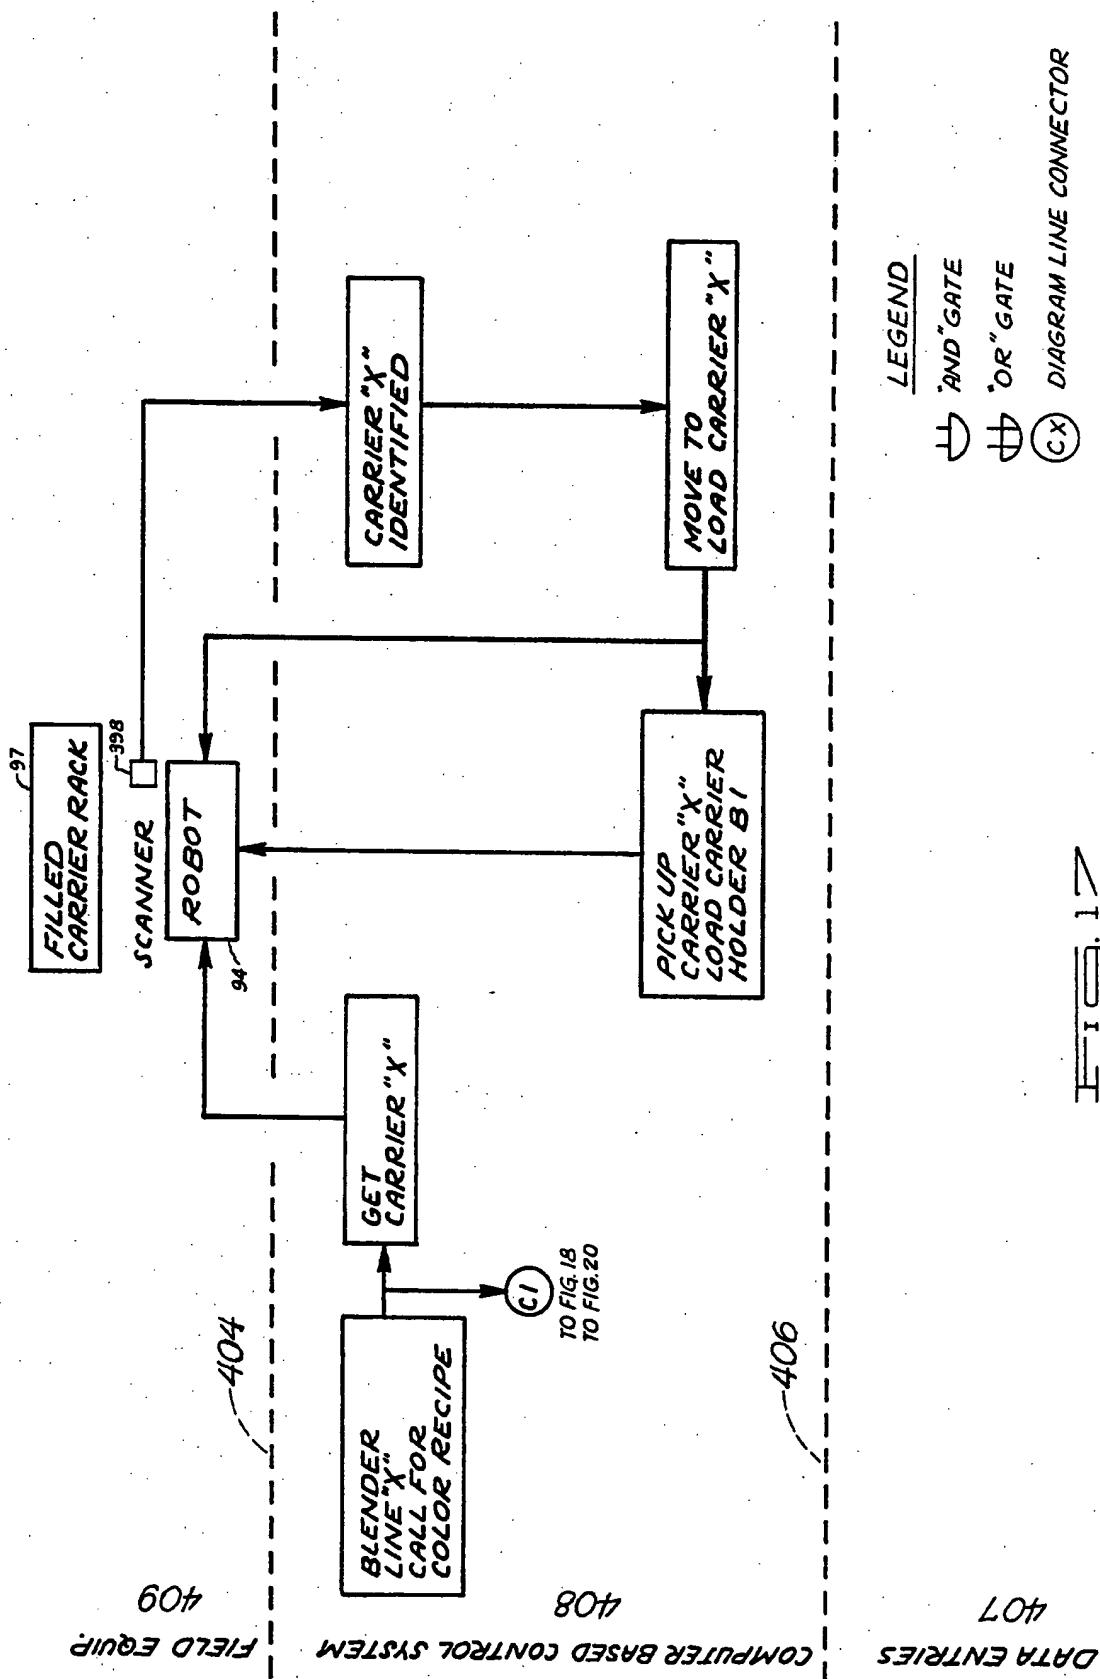 97
FILLED
CARRIER RACK
398
SCANNER
ROBOT
94
404
FIELD EQUIP.
409
BLENDER
LINE "X"
CALL FOR
COLOR RECIPE
C1
TO FIG.18
TO FIG.20
GET
CARRIER "X"
CARRIER "X"
IDENTIFIED
PICK UP
CARRIER "X"
LOAD CARRIER
HOLDER B1
MOVE TO
LOAD CARRIER "X"
COMPUTER BASED CONTROL SYSTEM
408
406
DATA ENTRIES
407
LEGEND
"AND" GATE
"OR" GATE
CX DIAGRAM LINE CONNECTOR
FIG. 17